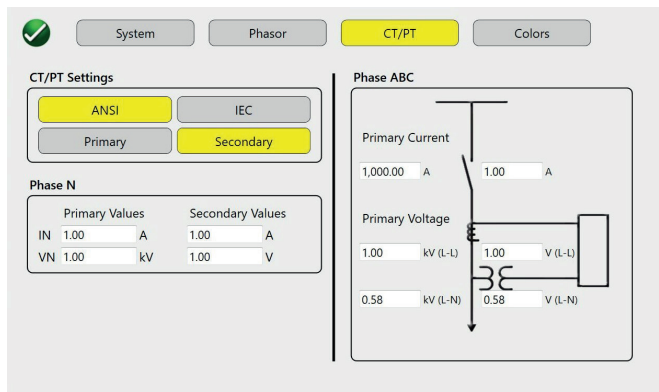 System Phasor CT/PT Colors
CT/PT Settings
ANSI IEC
Primary Secondary
Phase N
Primary Values Secondary Values
IN 1.00 A 1.00 A
VN 1.00 kV 1.00 V
Phase ABC
Primary Current
1,000.00 A 1.00 A
Primary Voltage
1.00 kV (L-L) 1.00 V (L-L)
0.58 kV (L-N) 0.58 V (L-N)